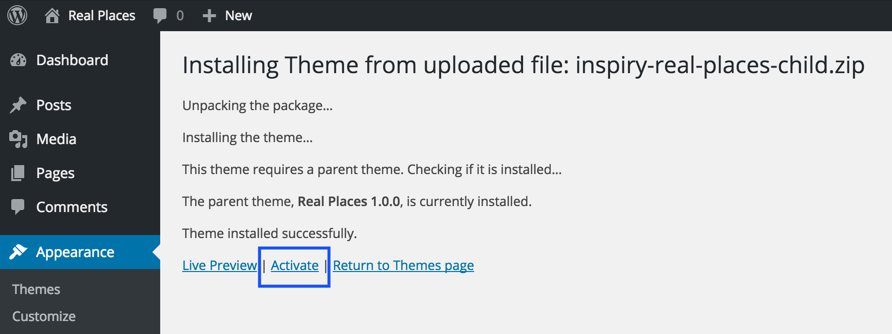 Real Places 0 New
Dashboard
Posts
Media
Pages
Comments
Appearance
Themes
Customize
Installing Theme from uploaded file: inspiry-real-places-child.zip
Unpacking the package...
Installing the theme...
This theme requires a parent theme. Checking if it is installed...
The parent theme, Real Places 1.0.0, is currently installed.
Theme installed successfully.
Live Preview | Activate | Return to Themes page